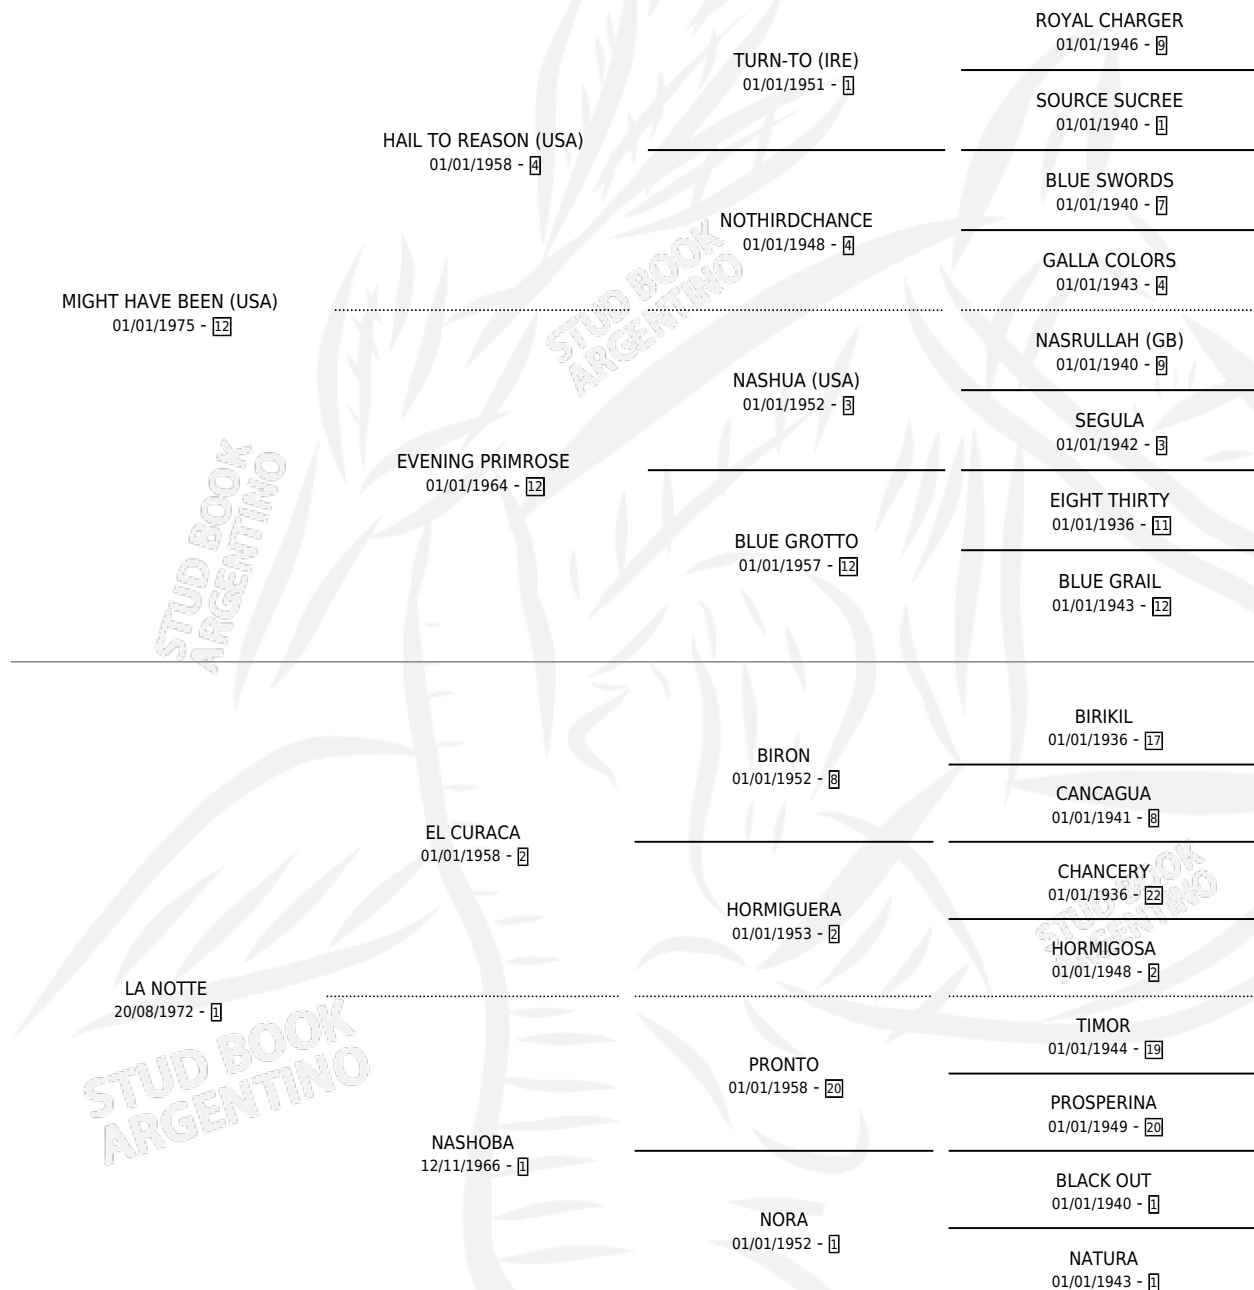 ROYAL CHARGER
01/01/1946 - 9
TURN-TO (IRE)
01/01/1951 - 1
SOURCE SUCREE
01/01/1940 - 1
HAIL TO REASON (USA)
01/01/1958 - 4
BLUE SWORDS
01/01/1940 - 7
NOTHIRDCHANCE
01/01/1948 - 4
GALLA COLORS
01/01/1943 - 4
MIGHT HAVE BEEN (USA)
01/01/1975 - 12
NASRULLAH (GB)
01/01/1940 - 9
NASHUA (USA)
01/01/1952 - 3
SEGULA
01/01/1942 - 3
EVENING PRIMROSE
01/01/1964 - 12
EIGHT THIRTY
01/01/1936 - 11
BLUE GROTTO
01/01/1957 - 12
BLUE GRAIL
01/01/1943 - 12
BIRIKIL
01/01/1936 - 17
BIRON
01/01/1952 - 8
CANCAGUA
01/01/1941 - 8
EL CURACA
01/01/1958 - 2
CHANCERY
01/01/1936 - 22
HORMIGUERA
01/01/1953 - 2
HORMIGOSA
01/01/1948 - 2
LA NOTTE
20/08/1972 - 1
TIMOR
01/01/1944 - 19
PRONTO
01/01/1958 - 20
PROSPERINA
01/01/1949 - 20
NASHOBA
12/11/1966 - 1
BLACK OUT
01/01/1940 - 1
NORA
01/01/1952 - 1
NATURA
01/01/1943 - 1
STUD BOOK
ARGENTINO
STUD BOOK
ARGENTINO
STUD BOOK
ARGENTINO
STUD BOOK
ARGENTINO